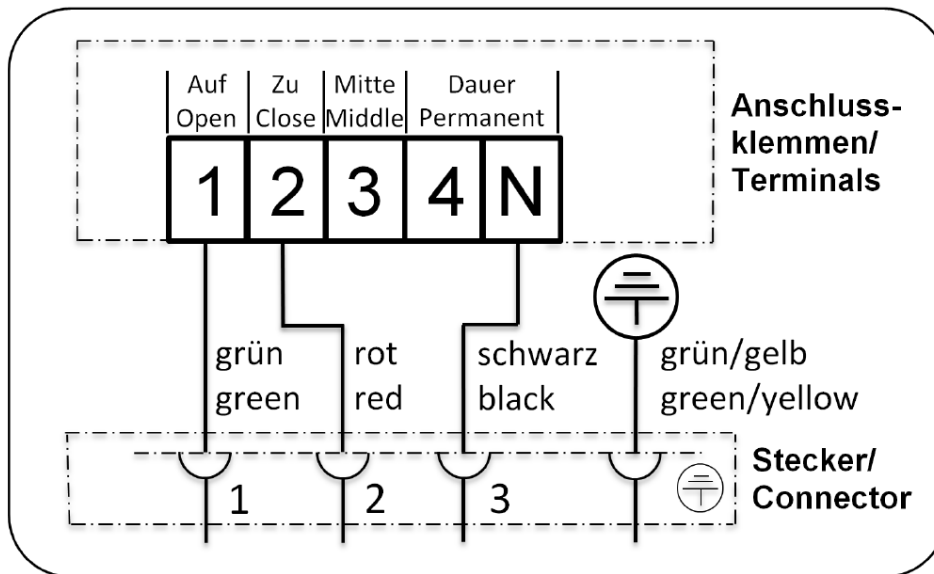 Auf Zu Mitte Dauer
Open Close Middle Permanent
Anschluss-
klemmen/
Terminals
1 2 3 4 N
grün rot schwarz grün/gelb
green red black green/yellow
1 2 3
Stecker/
Connector